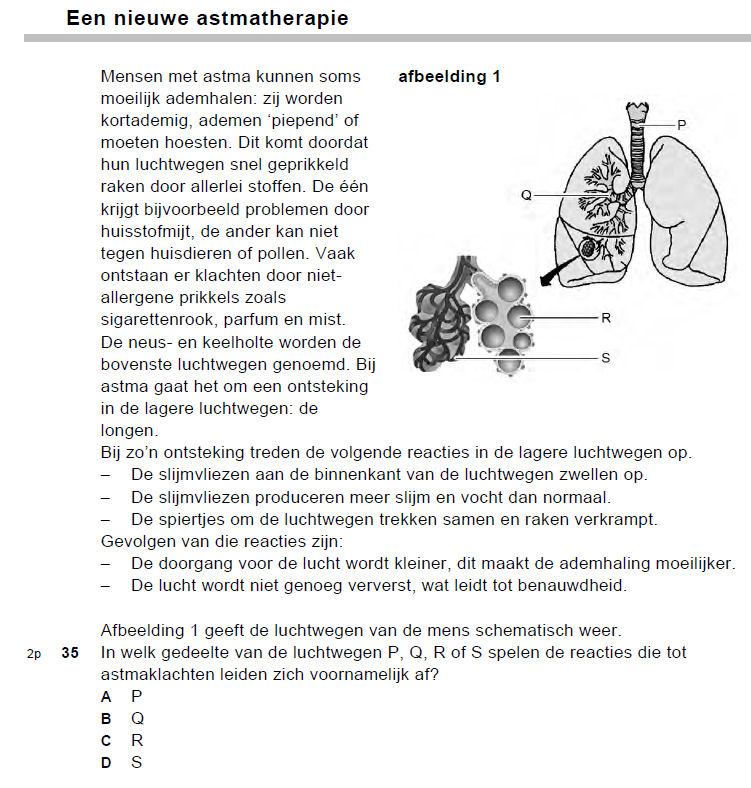 Een nieuwe astmatherapie
Mensen met astma kunnen soms
moeilijk ademhalen: zij worden
kortademig, ademen ‘piepend’ of
moeten hoesten. Dit komt doordat
hun luchtwegen snel geprikkeld
raken door allerlei stoffen. De één
krijgt bijvoorbeeld problemen door
huisstofmijt, de ander kan niet
tegen huisdieren of pollen. Vaak
ontstaan er klachten door niet-
allergene prikkels zoals
sigarettenrook, parfum en mist.
De neus- en keelholte worden de
bovenste luchtwegen genoemd. Bij
astma gaat het om een ontsteking
in de lagere luchtwegen: de
longen.
afbeelding 1
P
Q
R
S
Bij zo’n ontsteking treden de volgende reacties in de lagere luchtwegen op.
– De slijmvliezen aan de binnenkant van de luchtwegen zwellen op.
– De slijmvliezen produceren meer slijm en vocht dan normaal.
– De spiertjes om de luchtwegen trekken samen en raken verkrampt.
Gevolgen van die reacties zijn:
– De doorgang voor de lucht wordt kleiner, dit maakt de ademhaling moeilijker.
– De lucht wordt niet genoeg ververst, wat leidt tot benauwdheid.
Afbeelding 1 geeft de luchtwegen van de mens schematisch weer.
2p 35 In welk gedeelte van de luchtwegen P, Q, R of S spelen de reacties die tot
astmaklachten leiden zich voornamelijk af?
A P
B Q
C R
D S